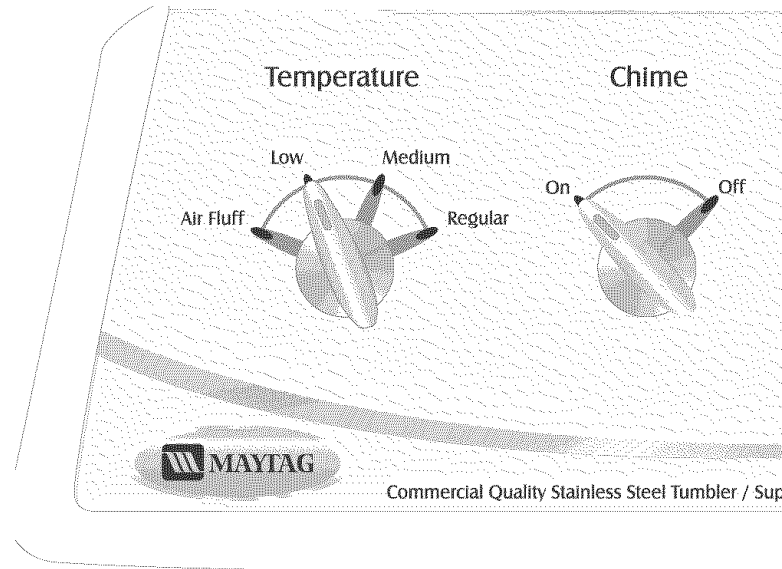 Temperature
Chime
Low
Medium
Air Fluff
Regular
On
Off
MAYTAG
Commercial Quality Stainless Steel Tumbler / Sup